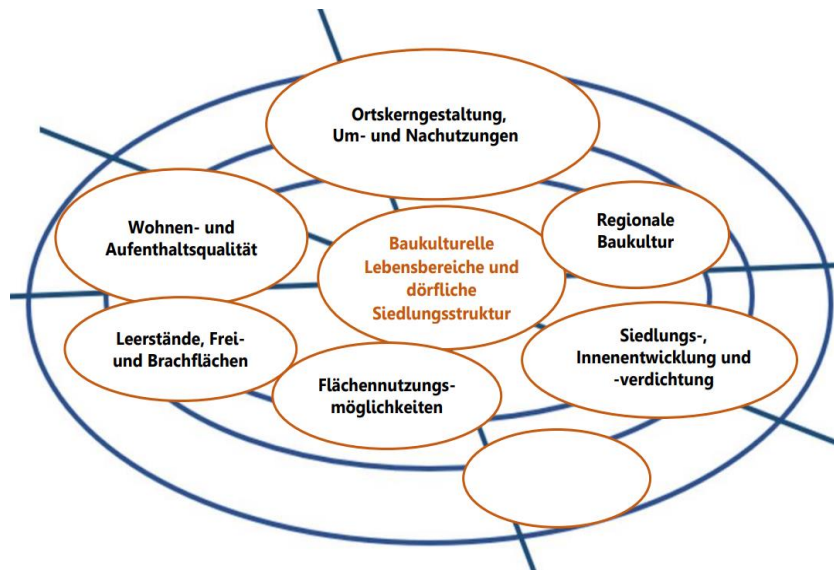 Ortskerngestaltung,
Um- und Nachutzungen
Wohnen- und
Aufenthaltsqualität
Regionale
Baukultur
Baukulturelle
Lebensbereiche und
dörfliche
Siedlungsstruktur
Leerstände, Frei-
und Brachflächen
Siedlungs-,
Innenentwicklung und
-verdichtung
Flächennutzungs-
möglichkeiten